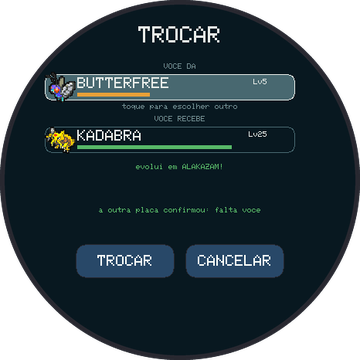 TROCAR
VOCE DA
BUTTERFREE Lv5
toque para escolher outro
VOCE RECEBE
KADABRA Lv25
evolui em ALAKAZAM!
a outra placa confirmou: falta voce
TROCAR CANCELAR